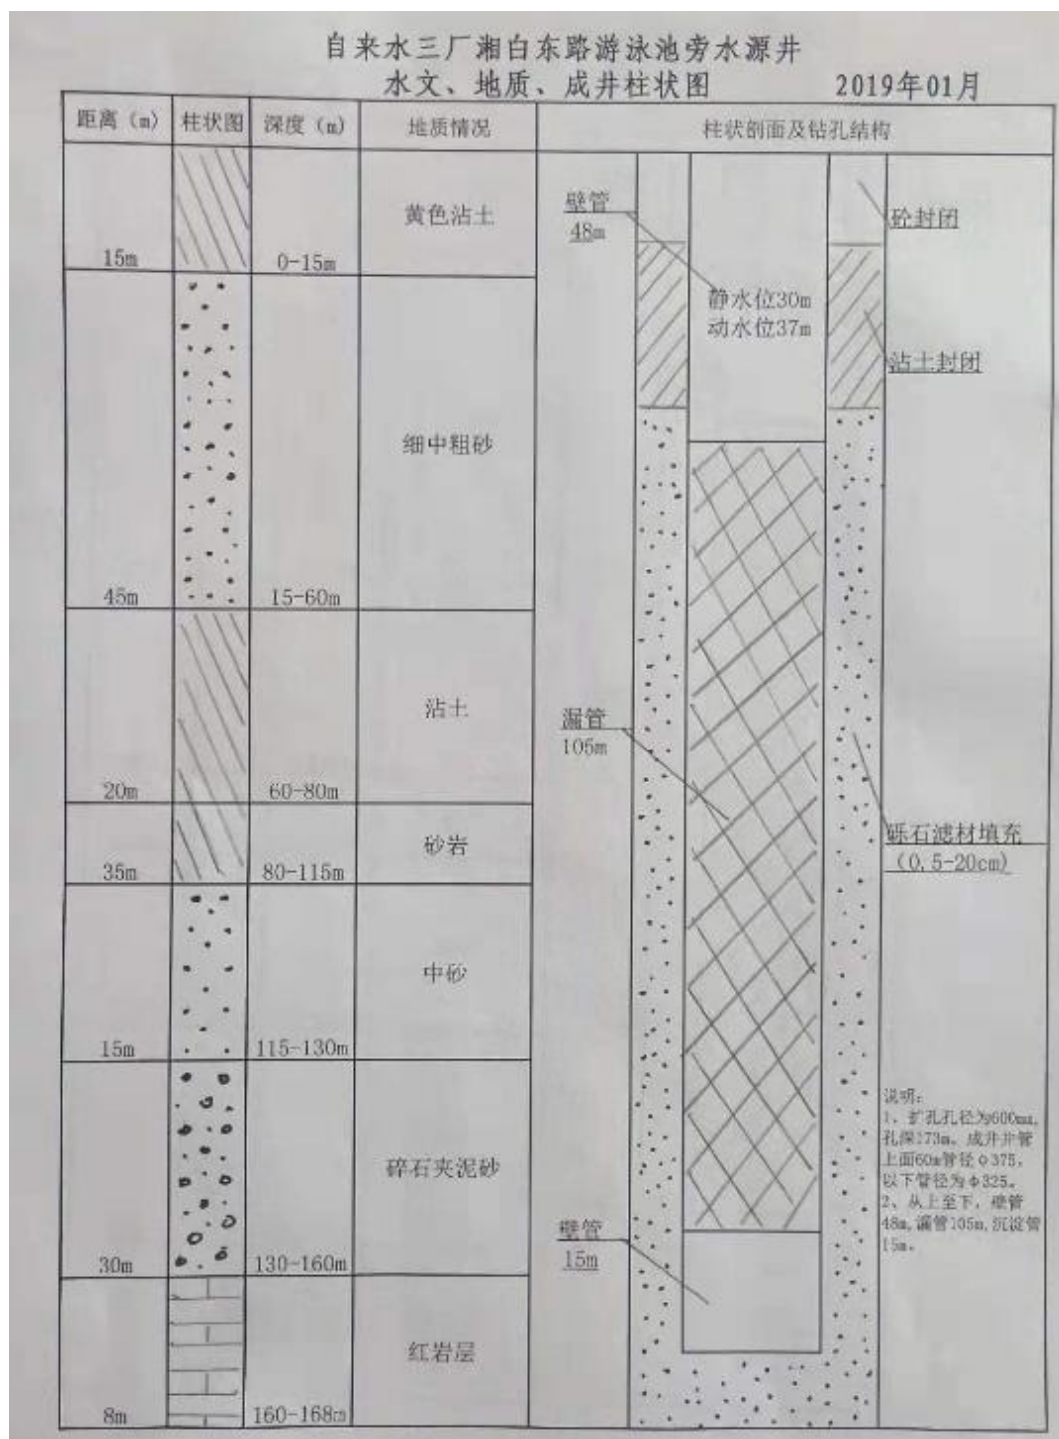 自来水三厂湘白东路游泳池旁水源井
水文、地质、成井柱状图 2019年01月
距离（m） 柱状图 深度（m） 地质情况 柱状剖面及钻孔结构
15m 0-15m 黄色沾土
45m 15-60m 细中粗砂
20m 60-80m 沾土
35m 80-115m 砂岩
15m 115-130m 中砂
30m 130-160m 碎石夹泥砂
8m 160-168m 红岩层
壁管
48m
静水位30m
动水位37m
漏管
105m
壁管
15m
砼封闭
沾土封闭
砾石滤材填充
（0.5-20cm）
说明：
1、扩孔孔径为600mm,
孔深173m。成井井管
上面60m管径φ375，
以下管径为φ325。
2、从上至下，壁管
48m,漏管105m,沉淀管
15m。